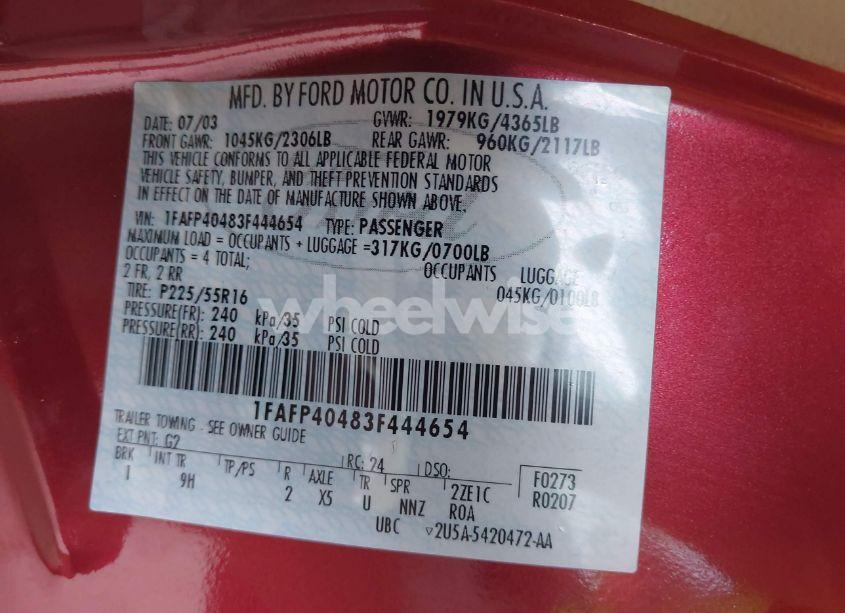 MFD. BY FORD MOTOR CO. IN U.S.A.
DATE: 07/03 GVWR: 1979KG/4365LB
FRONT GAWR: 1045KG/2306LB REAR GAWR: 960KG/2117LB
THIS VEHICLE CONFORMS TO ALL APPLICABLE FEDERAL MOTOR
VEHICLE SAFETY, BUMPER, AND THEFT PREVENTION STANDARDS
IN EFFECT ON THE DATE OF MANUFACTURE SHOWN ABOVE.
VIN: 1FAFP40483F444654 TYPE: PASSENGER
MAXIMUM LOAD = OCCUPANTS + LUGGAGE =317KG/0700LB
OCCUPANTS = 4 TOTAL; OCCUPANTS LUGGAGE
2 FR, 2 RR 045KG/0100LB
TIRE: P225/55R16
wheelwise
PRESSURE(FR): 240 kPa/35 PSI COLD
PRESSURE(RR): 240 kPa/35 PSI COLD
1FAFP40483F444654
TRAILER TOWING - SEE OWNER GUIDE
EXT PNT: G2 RC: 24 DSO: F0273
BRK INT TR TP/PS R AXLE TR SPR 2ZE1C R0207
1 9H 2 X5 U NNZ ROA
UBC ▽2U5A-5420472-AA